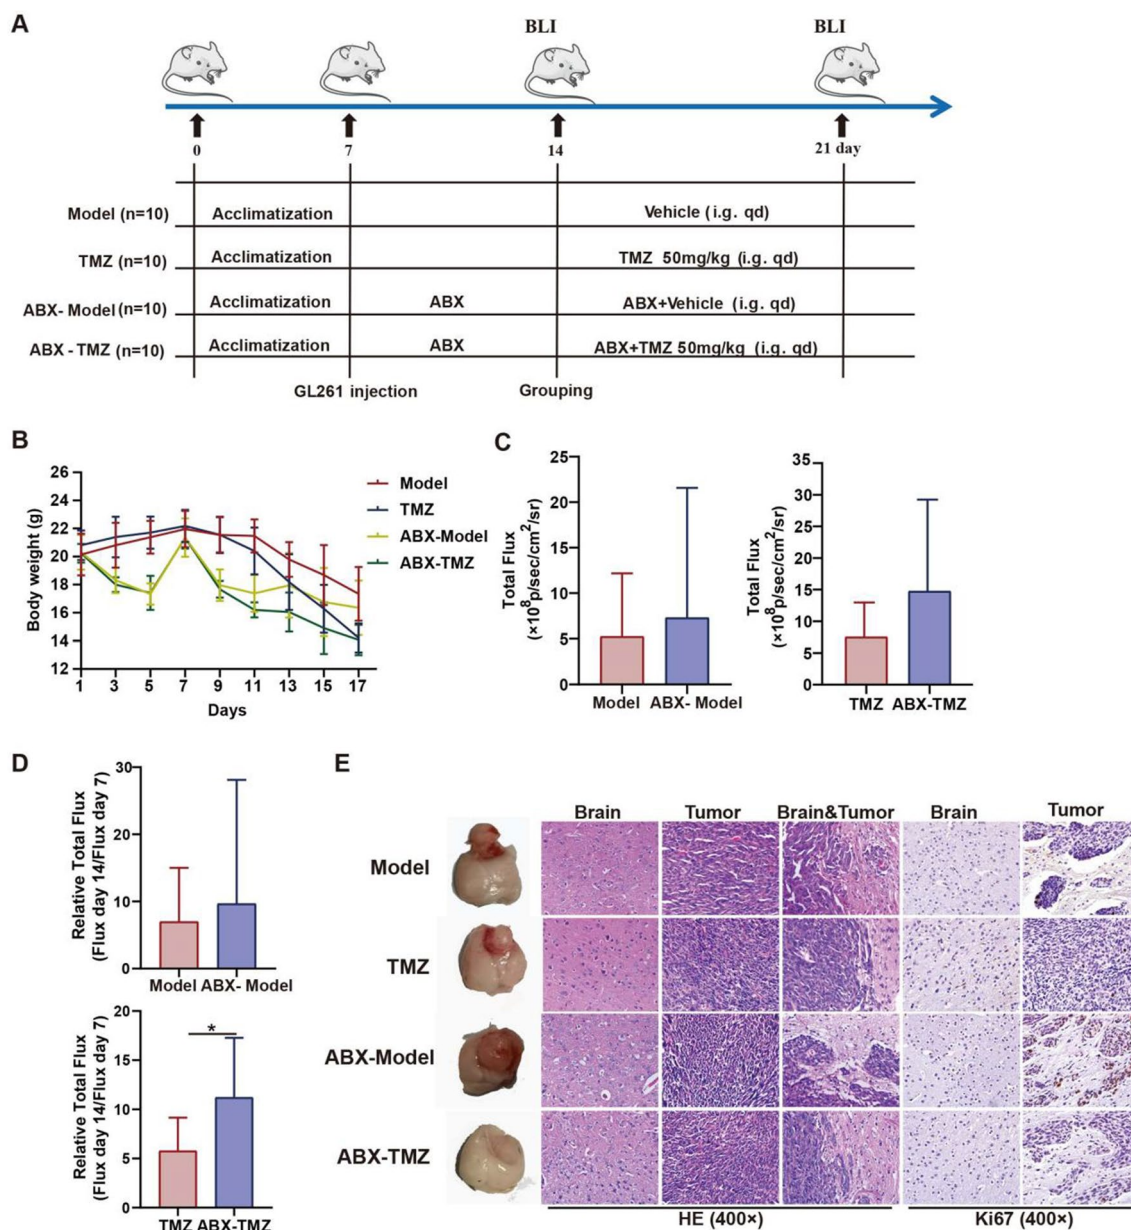 A
BLI
BLI
0
7
14
21 day
Model (n=10)
Acclimatization
Vehicle (i.g. qd)
TMZ (n=10)
Acclimatization
TMZ 50mg/kg (i.g. qd)
ABX- Model (n=10)
Acclimatization
ABX
ABX+Vehicle (i.g. qd)
ABX - TMZ (n=10)
Acclimatization
ABX
ABX+TMZ 50mg/kg (i.g. qd)
GL261 injection
Grouping
B
Body weight (g)
26
24
22
20
18
16
14
12
1
3
5
7
9
11
13
15
17
Days
Model
TMZ
ABX-Model
ABX-TMZ
C
Total Flux
(×10⁸p/sec/cm²/sr)
25
20
15
10
5
0
Model
ABX- Model
Total Flux
(×10⁸p/sec/cm²/sr)
35
30
25
20
15
10
5
0
TMZ
ABX-TMZ
D
Relative Total Flux
(Flux day 14/Flux day 7)
30
20
10
0
Model
ABX- Model
Relative Total Flux
(Flux day 14/Flux day 7)
20
15
10
5
0
*
TMZ
ABX-TMZ
E
Brain
Tumor
Brain&Tumor
Brain
Tumor
Model
TMZ
ABX-Model
ABX-TMZ
HE (400×)
Ki67 (400×)